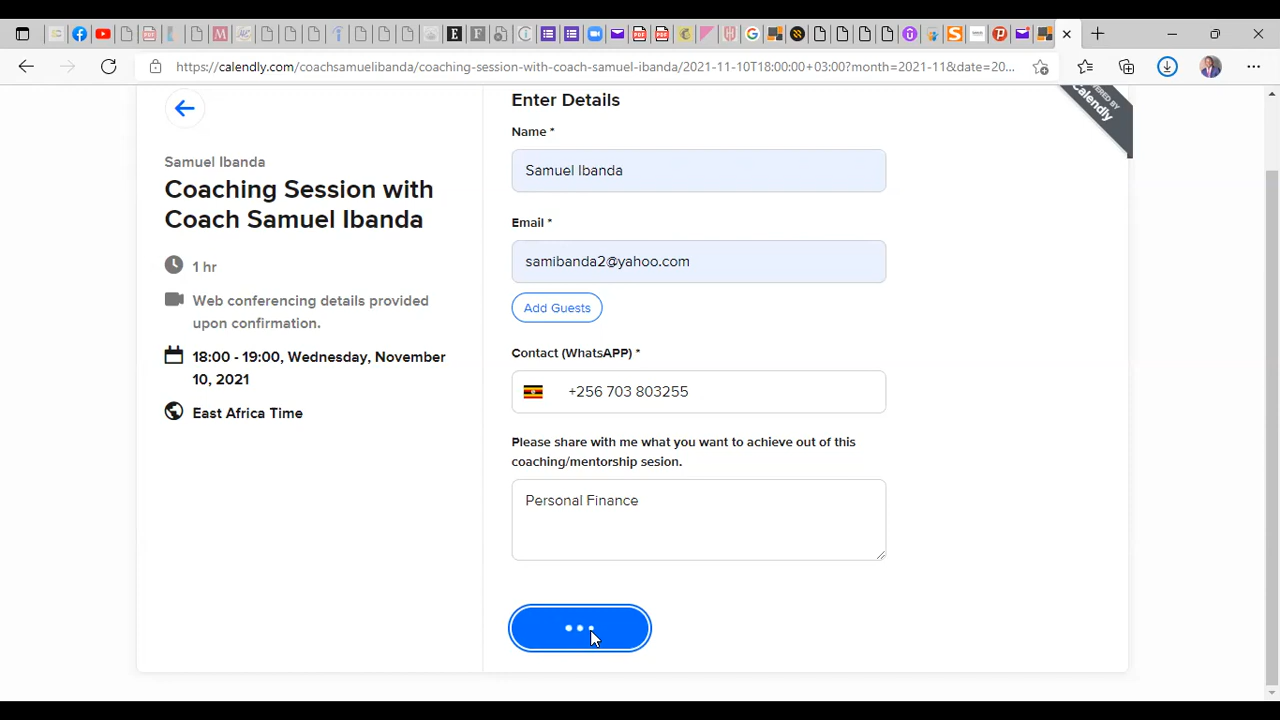 https://calendly.com/coachsamuelibanda/coaching-session-with-coach-samuel-ibanda/2021-11-10T18:00:00+03:00?month=2021-11&date=20...
POWERED BY
Calendly
Samuel Ibanda
Coaching Session with
Coach Samuel Ibanda
1 hr
Web conferencing details provided
upon confirmation.
18:00 - 19:00, Wednesday, November
10, 2021
East Africa Time
Enter Details
Name *
Samuel Ibanda
Email *
samibanda2@yahoo.com
Add Guests
Contact (WhatsAPP) *
+256 703 803255
Please share with me what you want to achieve out of this
coaching/mentorship sesion.
Personal Finance